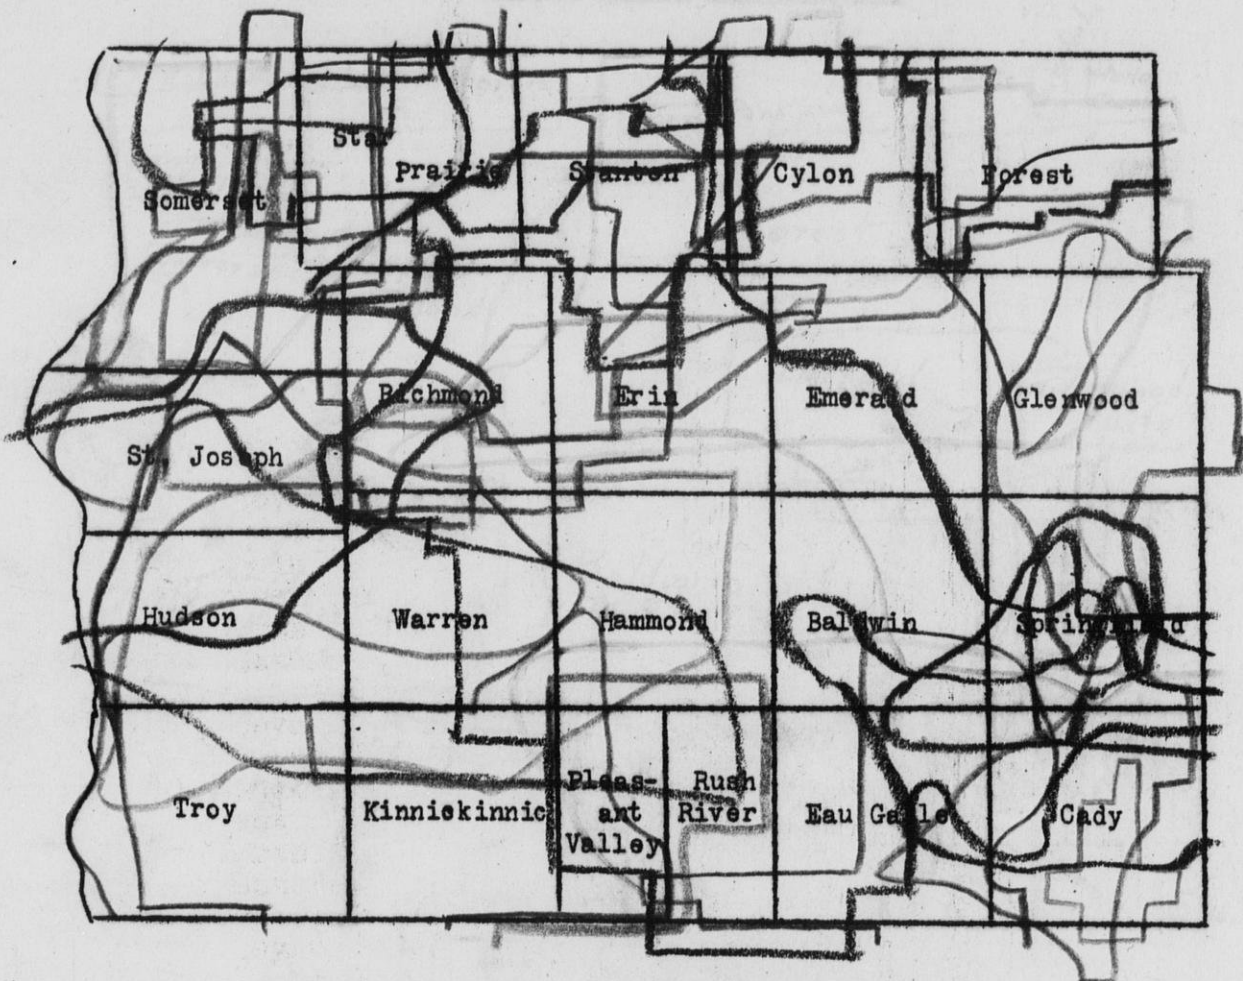 Star
Prairie
Stanton
Cylon
Forest
Somerset
Richmond
Erin
Emerald
Glenwood
St. Joseph
Hudson
Warren
Hammond
Baldwin
Springfield
Troy
Kinnickinnic
Pleas-
ant
Valley
Rush
River
Eau Galle
Cady